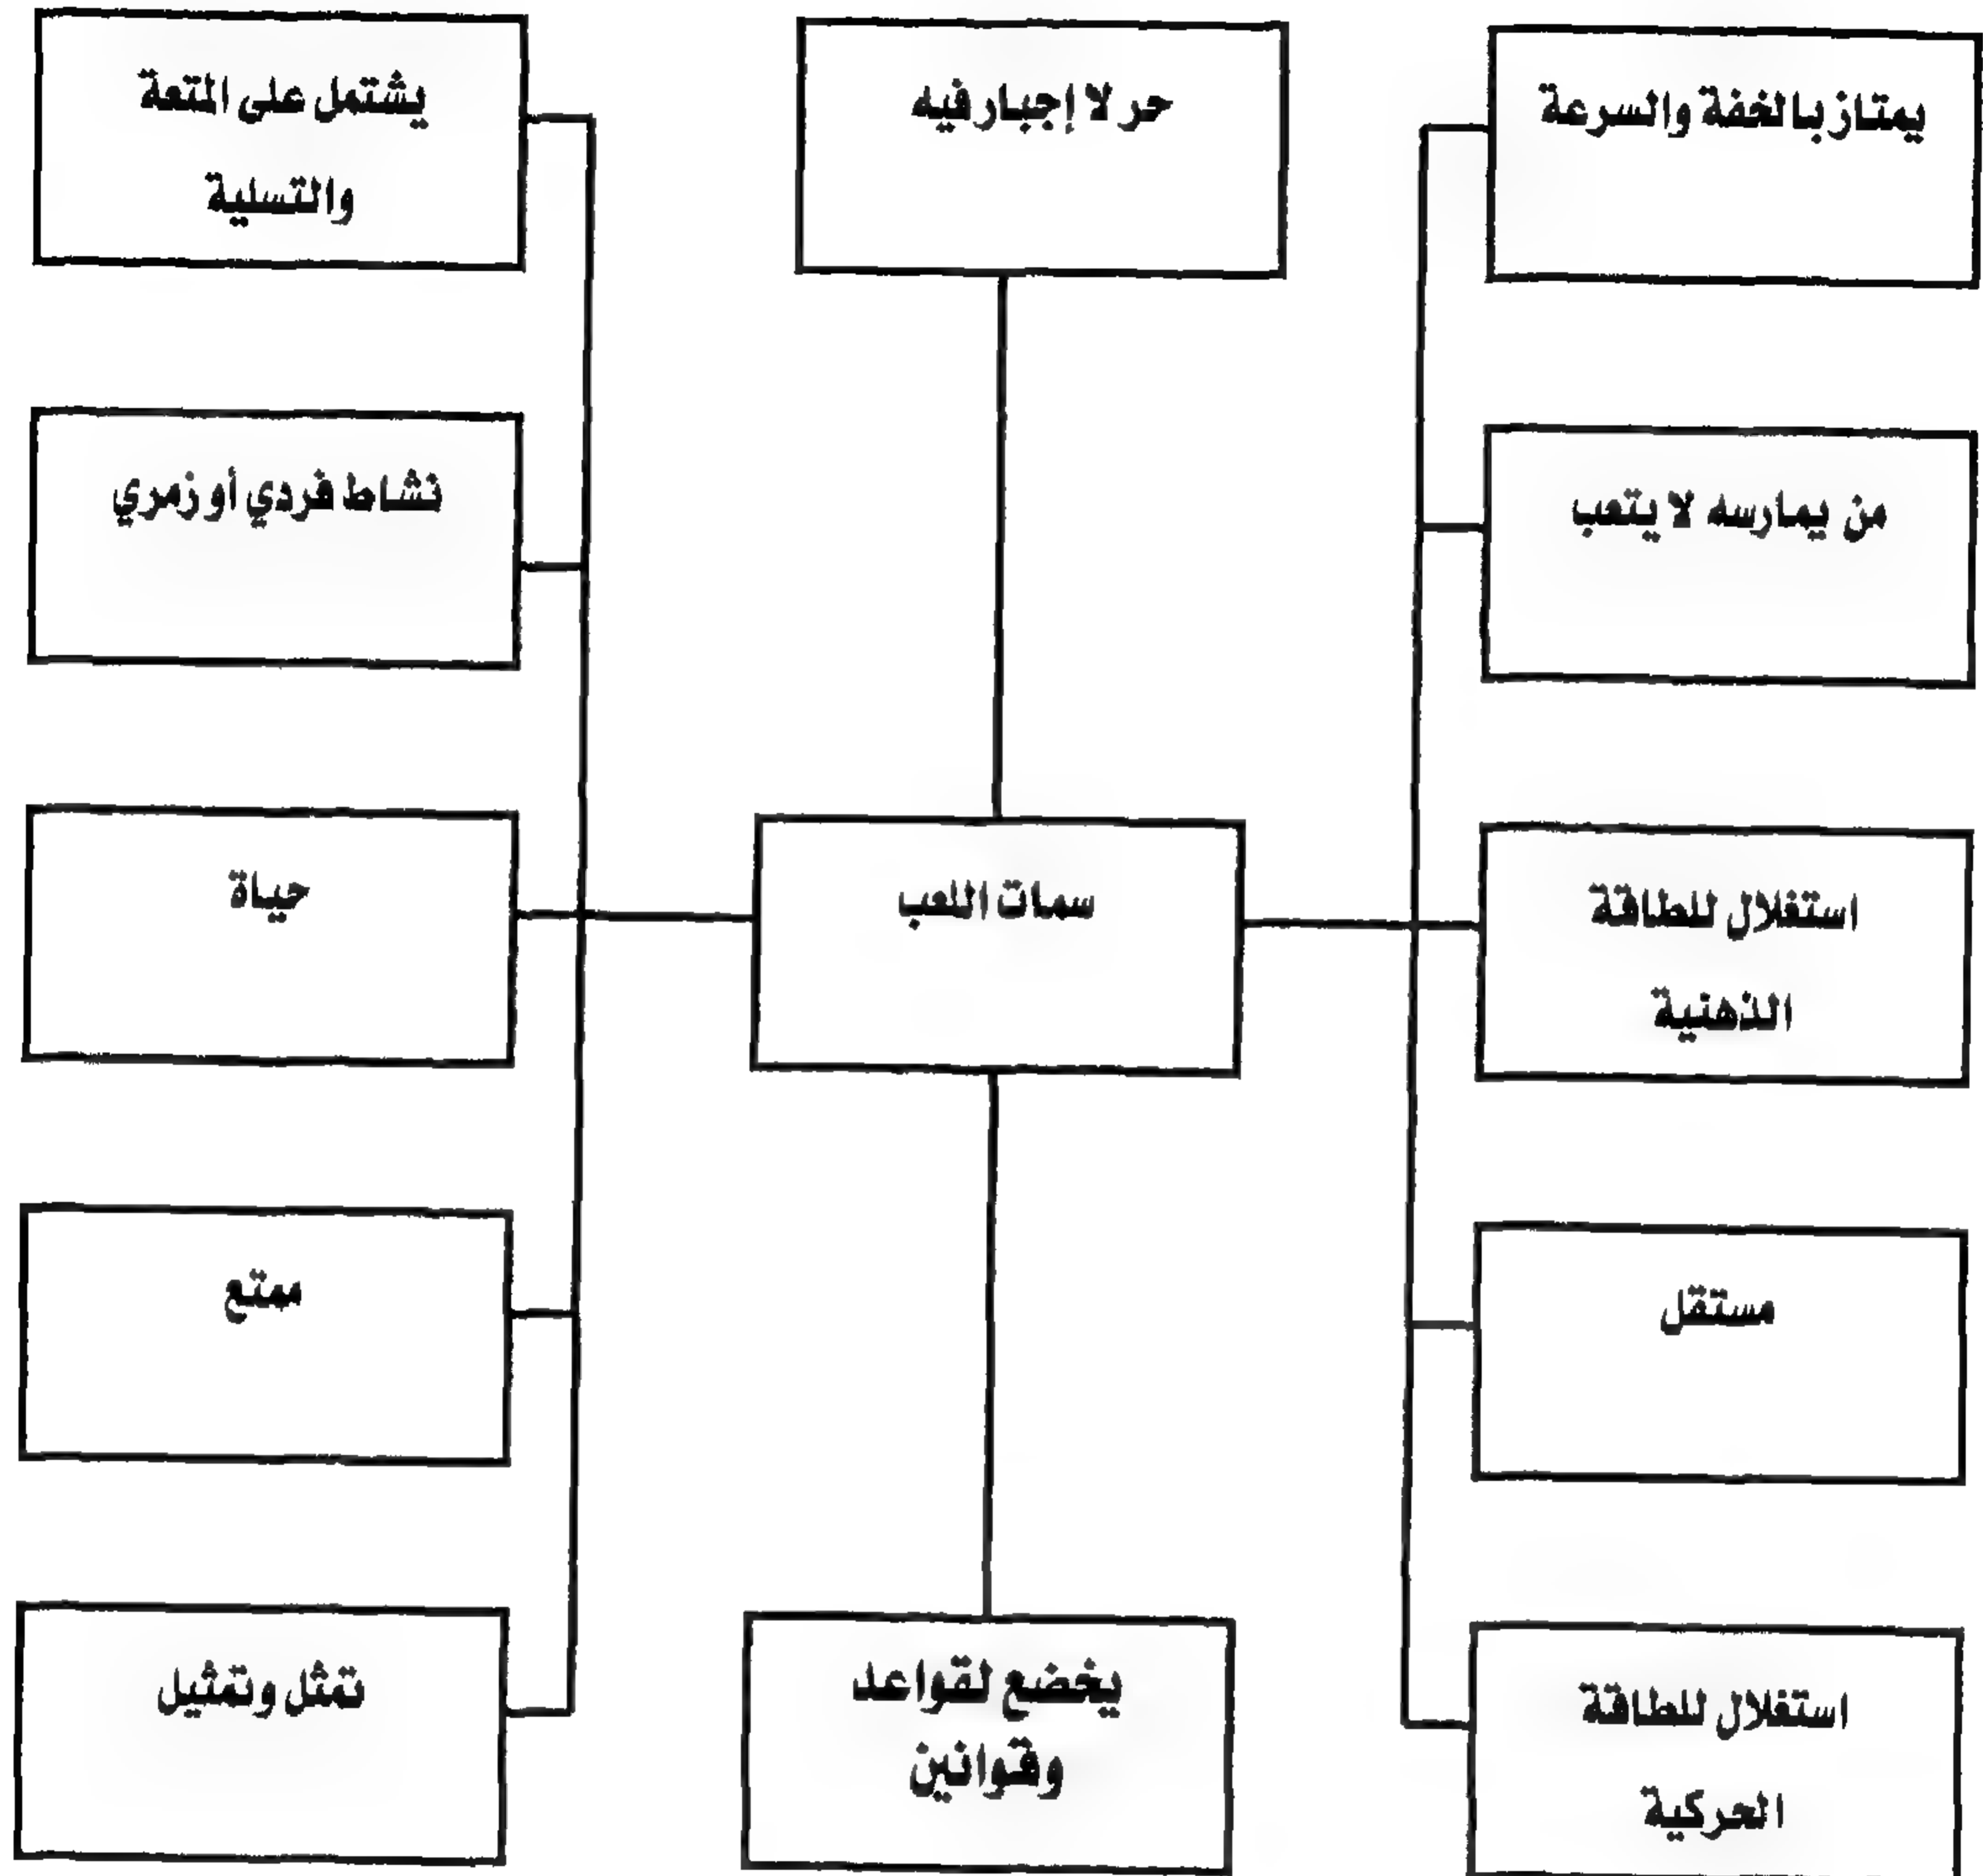 يمتاز بالخفة والسرعة
حر لا إجبار فيه
يشتمل على المتعة
والتسلية
من يمارسه لا يتعب
نشاط فردي أو زمري
استغلال للطاقة
الذهنية
سمات اللعب
حياة
مستقل
ممتع
استغلال للطاقة
الحركية
يخضع لقواعد
وقوانين
تمثل وتمثيل